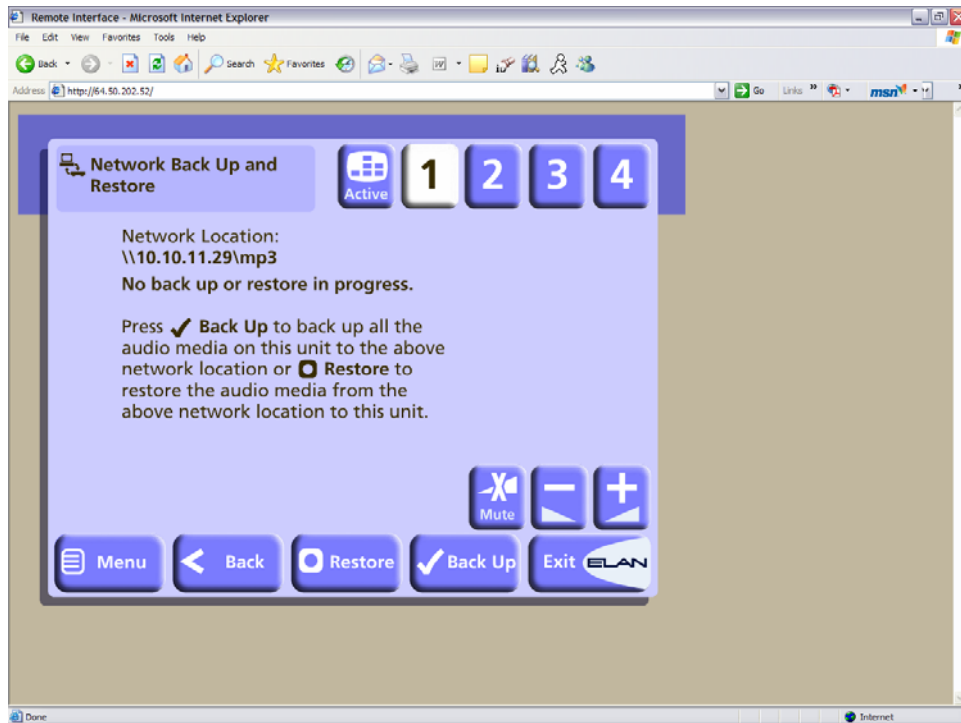 Remote Interface - Microsoft Internet Explorer
File Edit View Favorites Tools Help
Back Search Favorites
Address http://64.50.202.52/ Go Links » msn
Network Back Up and
Restore
Active 1 2 3 4
Network Location:
\\10.10.11.29\mp3
No back up or restore in progress.
Press Back Up to back up all the
audio media on this unit to the above
network location or Restore to
restore the audio media from the
above network location to this unit.
Mute
Menu Back Restore Back Up Exit ELAN
Done Internet